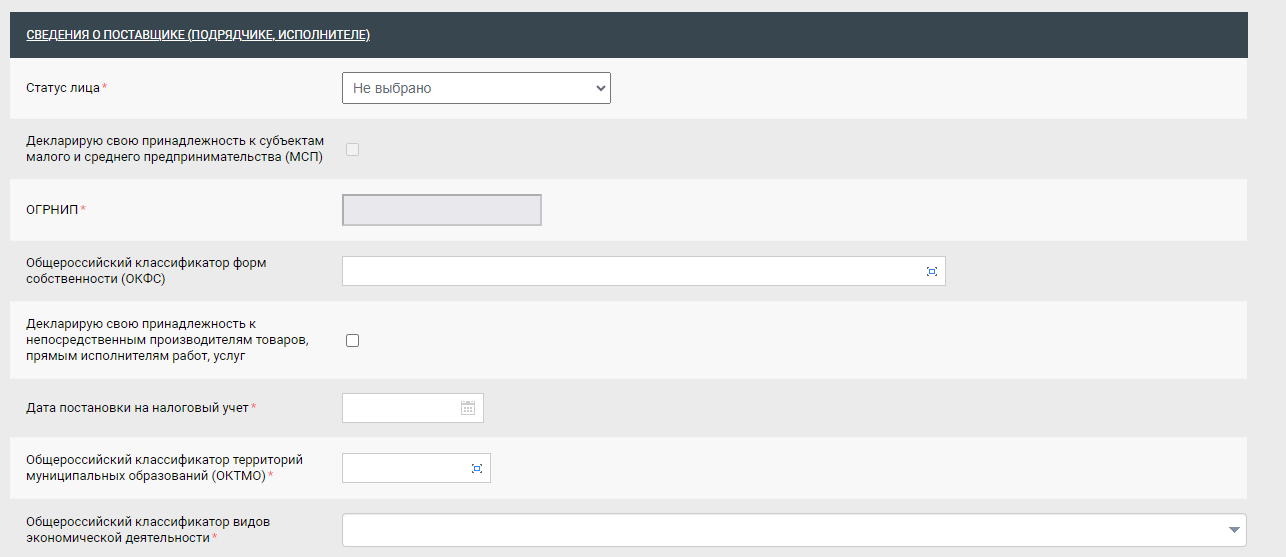 СВЕДЕНИЯ О ПОСТАВЩИКЕ (ПОДРЯДЧИКЕ, ИСПОЛНИТЕЛЕ)
Статус лица*
Не выбрано
Декларирую свою принадлежность к субъектам
малого и среднего предпринимательства (МСП)
ОГРНИП*
Общероссийский классификатор форм
собственности (ОКФС)
Декларирую свою принадлежность к
непосредственным производителям товаров,
прямым исполнителям работ, услуг
Дата постановки на налоговый учет*
Общероссийский классификатор территорий
муниципальных образований (ОКТМО)*
Общероссийский классификатор видов
экономической деятельности*